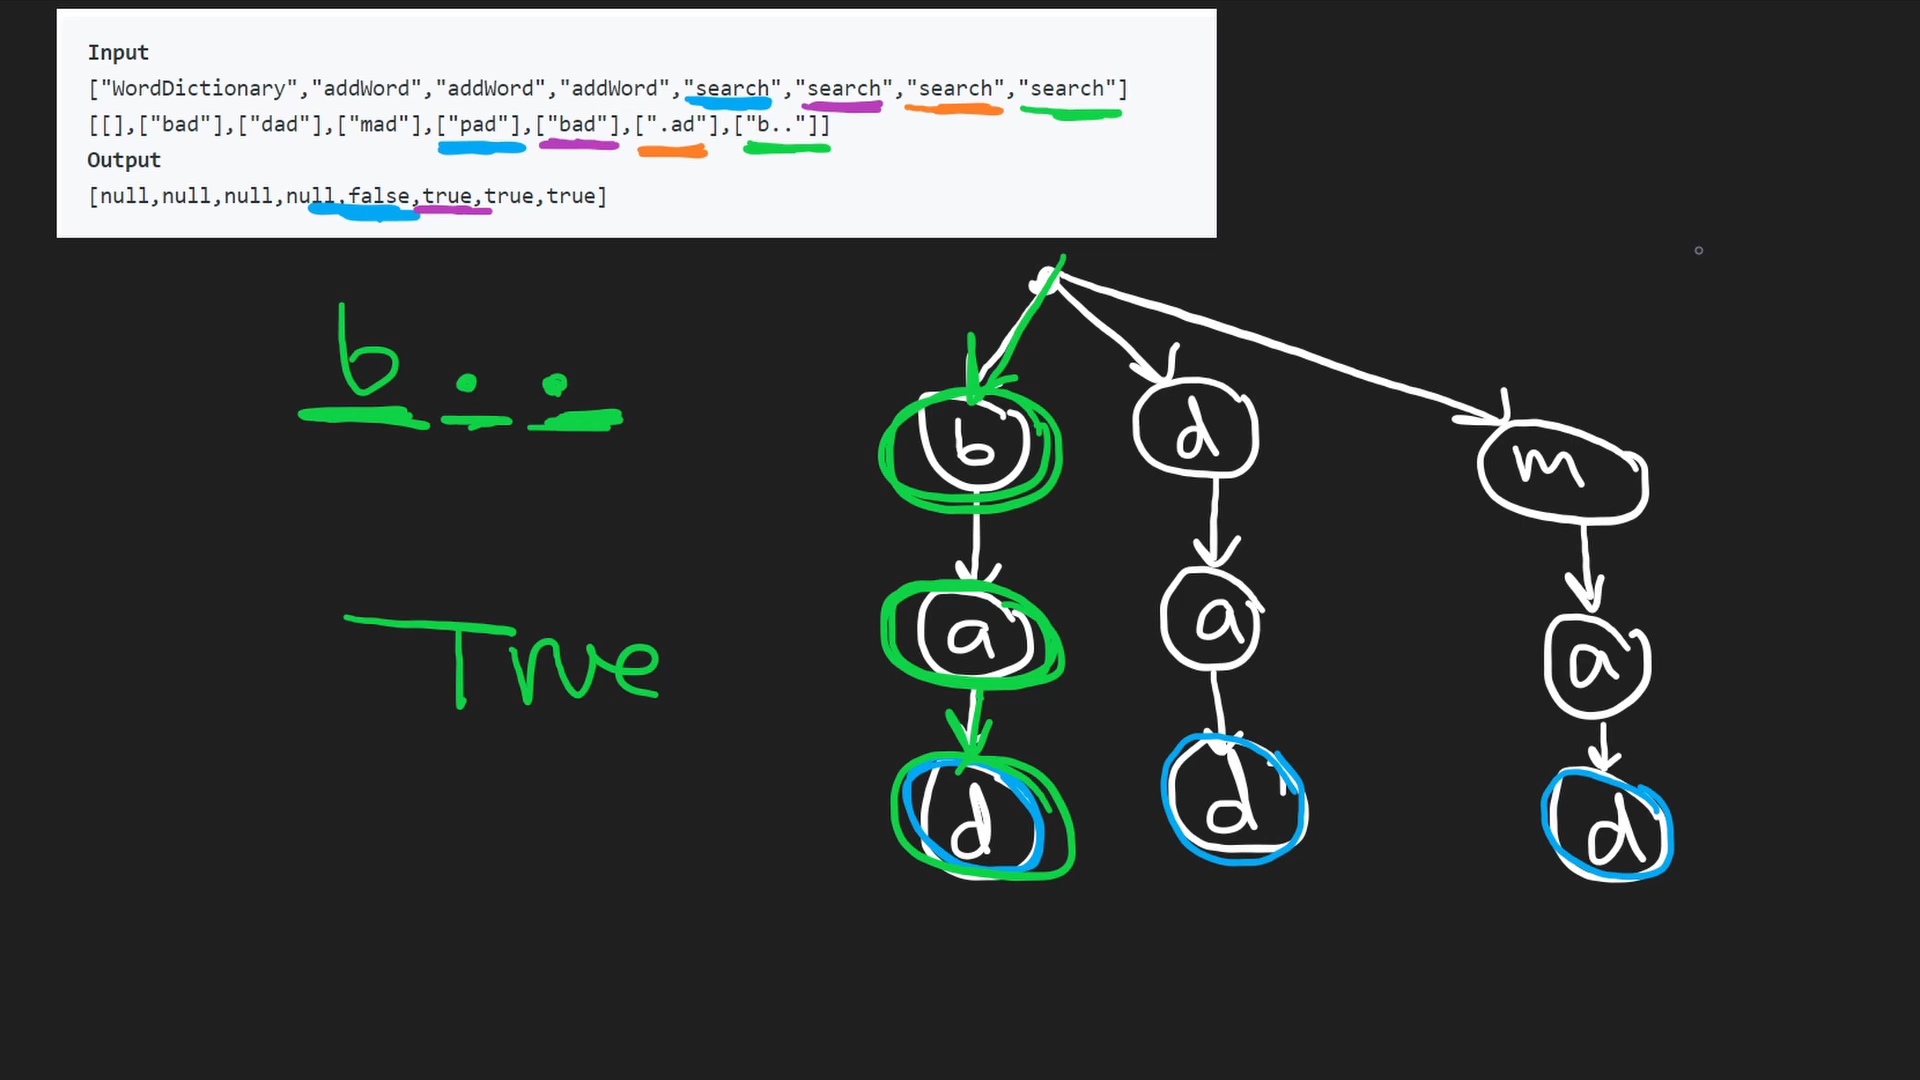 Input
["WordDictionary","addWord","addWord","addWord","search","search","search","search"]
[[],["bad"],["dad"],["mad"],["pad"],["bad"],[".ad"],["b.."]]
Output
[null,null,null,null,false,true,true,true]
b . .
b d m
True
a a a
d d d